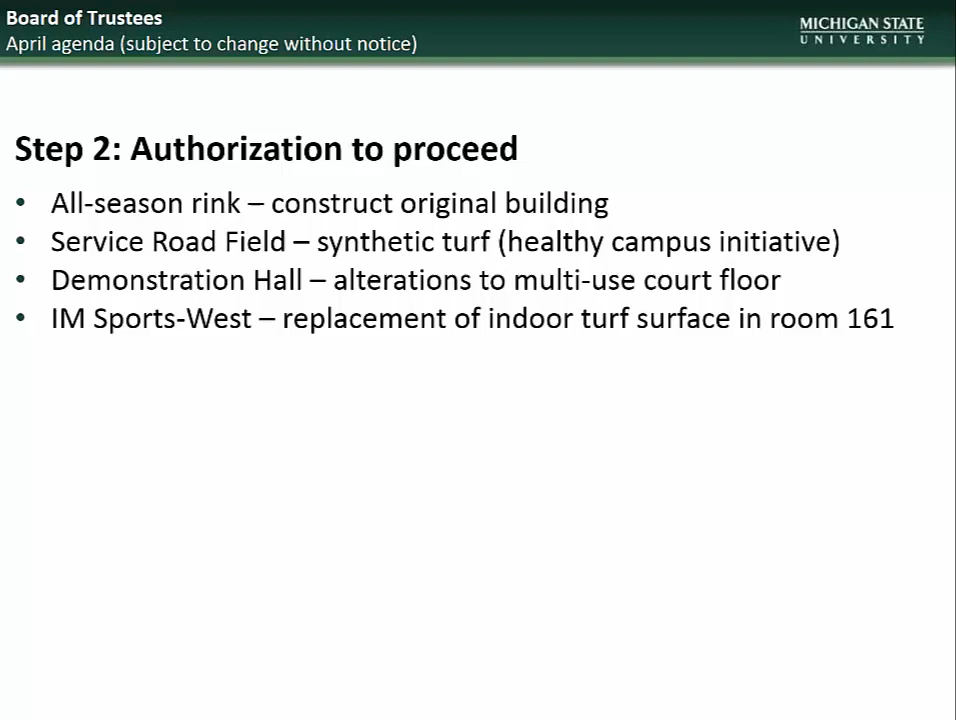 Board of Trustees
April agenda (subject to change without notice)
MICHIGAN STATE
UNIVERSITY
Step 2: Authorization to proceed
• All-season rink – construct original building
• Service Road Field – synthetic turf (healthy campus initiative)
• Demonstration Hall – alterations to multi-use court floor
• IM Sports-West – replacement of indoor turf surface in room 161